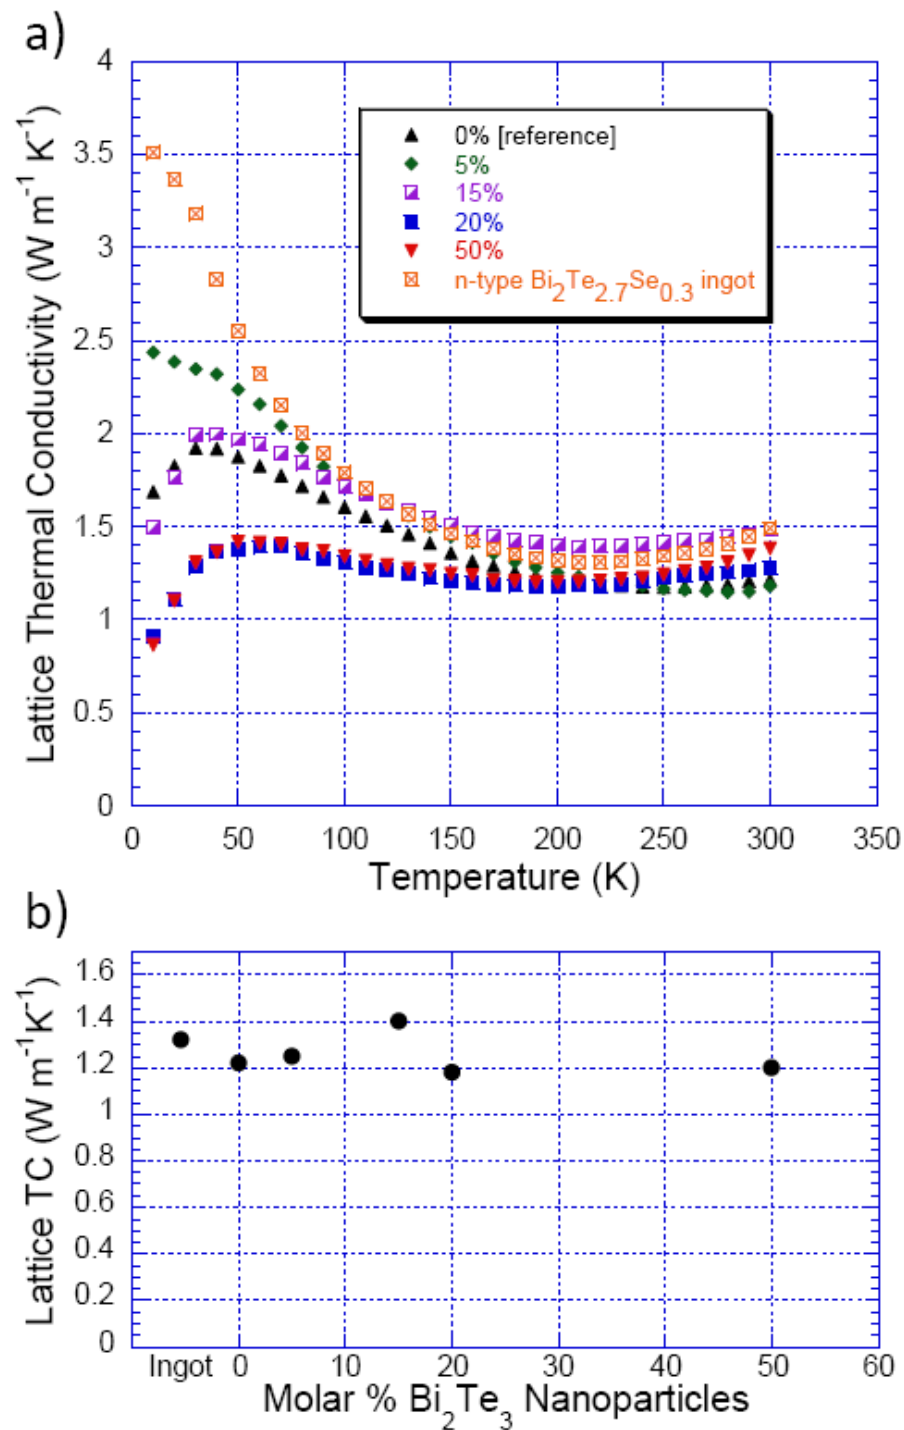 a)
Lattice Thermal Conductivity (W m⁻¹ K⁻¹)
4
3.5
3
2.5
2
1.5
1
0.5
0
0% [reference]
5%
15%
20%
50%
n-type Bi₂Te₂.₇Se₀.₃ ingot
0 50 100 150 200 250 300 350
Temperature (K)
b)
Lattice TC (W m⁻¹K⁻¹)
1.6
1.4
1.2
1
0.8
0.6
0.4
0.2
0
Ingot 0 10 20 30 40 50 60
Molar % Bi₂Te₃ Nanoparticles